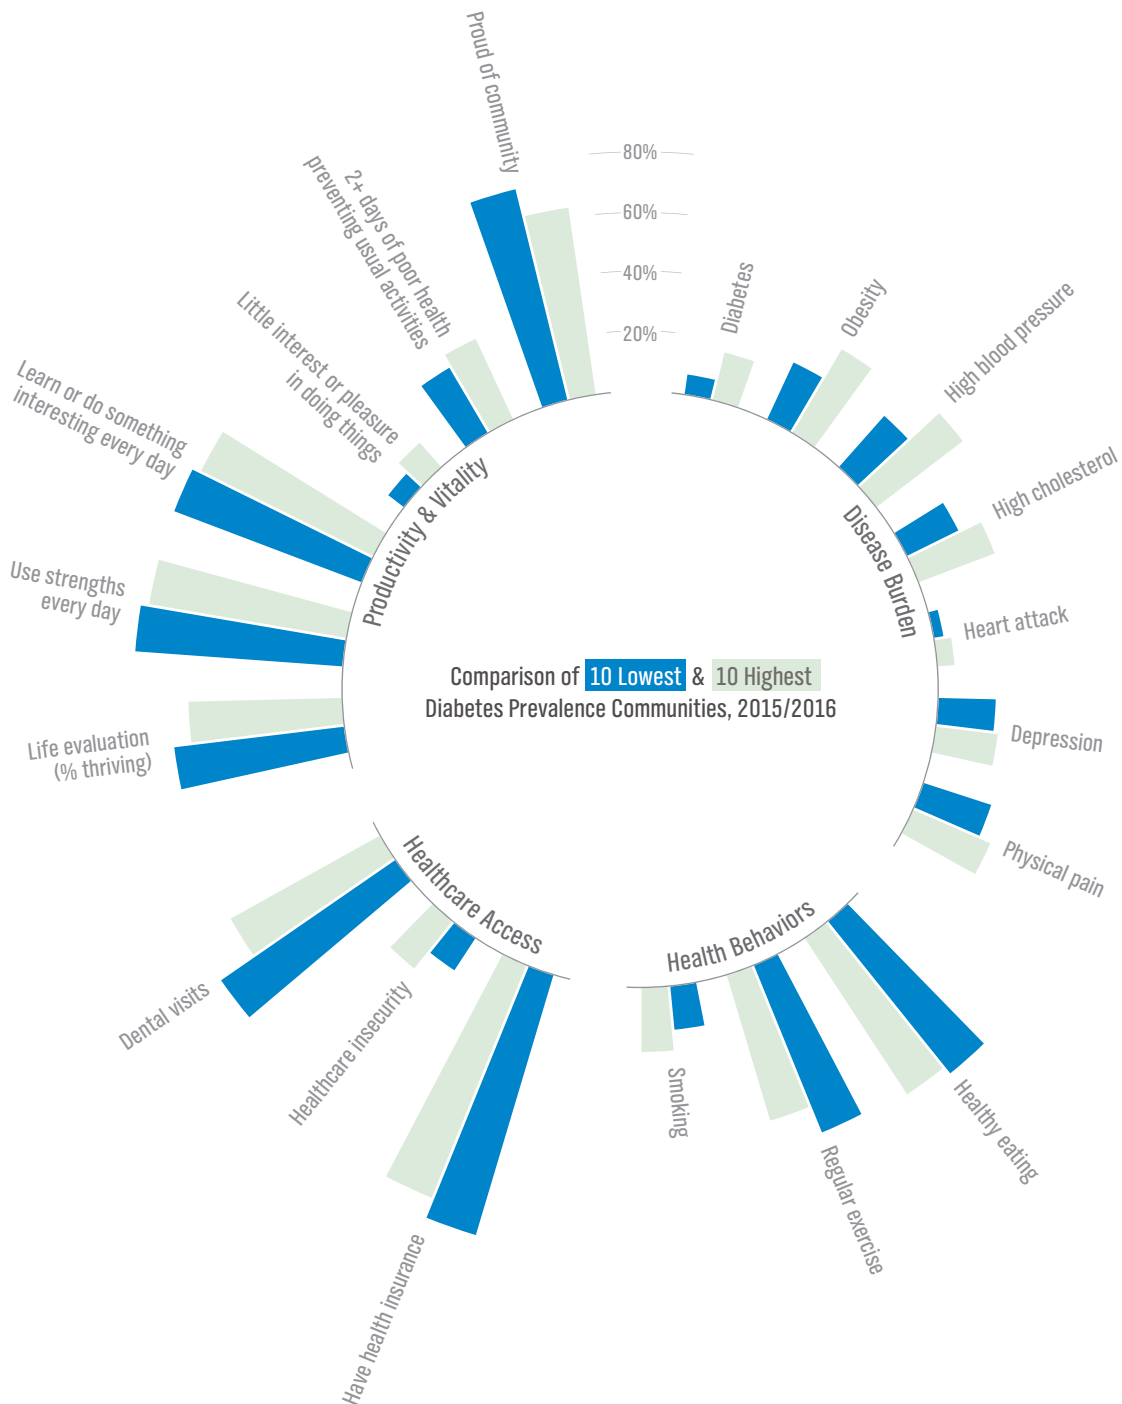 Comparison of 10 Lowest & 10 Highest
Diabetes Prevalence Communities, 2015/2016
80%
60%
40%
20%
Disease Burden
Diabetes
Obesity
High blood pressure
High cholesterol
Heart attack
Depression
Physical pain
Health Behaviors
Healthy eating
Regular exercise
Smoking
Healthcare Access
Have health insurance
Healthcare insecurity
Dental visits
Productivity & Vitality
Life evaluation
(% thriving)
Use strengths
every day
Learn or do something
interesting every day
Little interest or pleasure
in doing things
2+ days of poor health
preventing usual activities
Proud of community